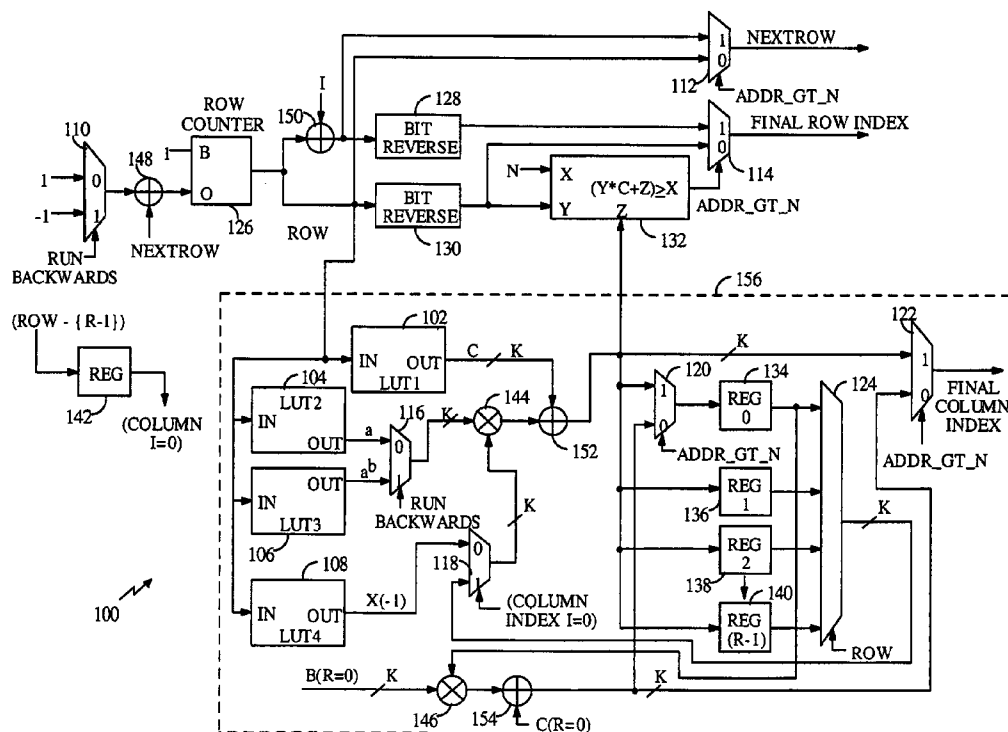 1
0
NEXTROW
112
ADDR_GT_N
I
150
128
BIT
REVERSE
1
0
FINAL ROW INDEX
114
ROW
COUNTER
110
1
B
148
1
0
-1
1
O
126
NEXTROW
RUN
BACKWARDS
ROW
BIT
REVERSE
130
N
X
(Y*C+Z)≥X
Y
Z
132
ADDR_GT_N
156
(ROW - {R-1})
REG
142
(COLUMN
I=0)
102
IN
OUT
LUT1
C
K
104
LUT2
IN
OUT
a
116
0
K
144
152
OUT
a^b
IN
LUT3
106
RUN
BACKWARDS
K
108
IN
OUT
LUT4
X(-1)
118
0
1
(COLUMN
INDEX I=0)
120
1
0
ADDR_GT_N
134
REG
0
124
136
REG
1
138
REG
2
140
REG
(R-1)
ROW
K
K
122
1
0
FINAL
COLUMN
INDEX
ADDR_GT_N
100
B(R=0)
K
146
154
C(R=0)
K